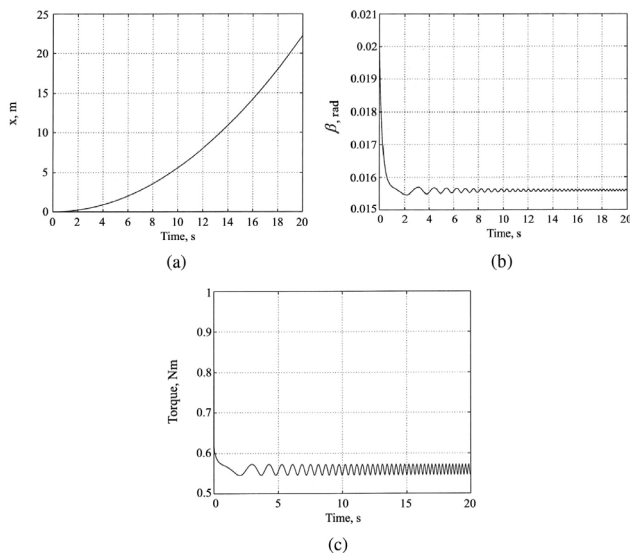 25
20
15
10
5
0
x, m
0 2 4 6 8 10 12 14 16 18 20
Time, s
(a)
0.021
0.02
0.019
0.018
0.017
0.016
0.015
β, rad
0 2 4 6 8 10 12 14 16 18 20
Time, s
(b)
1
0.9
0.8
0.7
0.6
0.5
Torque, Nm
0 5 10 15 20
Time, s
(c)